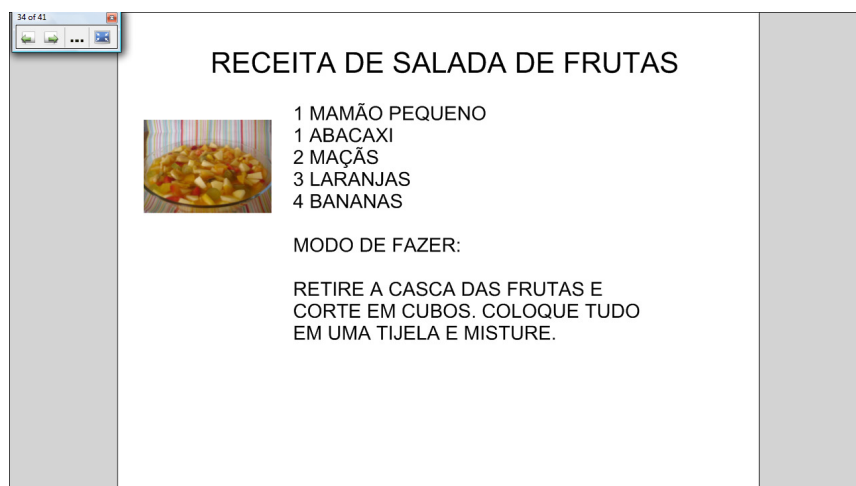 34 of 41
...
RECEITA DE SALADA DE FRUTAS
1 MAMÃO PEQUENO
1 ABACAXI
2 MAÇÃS
3 LARANJAS
4 BANANAS
MODO DE FAZER:
RETIRE A CASCA DAS FRUTAS E
CORTE EM CUBOS. COLOQUE TUDO
EM UMA TIJELA E MISTURE.